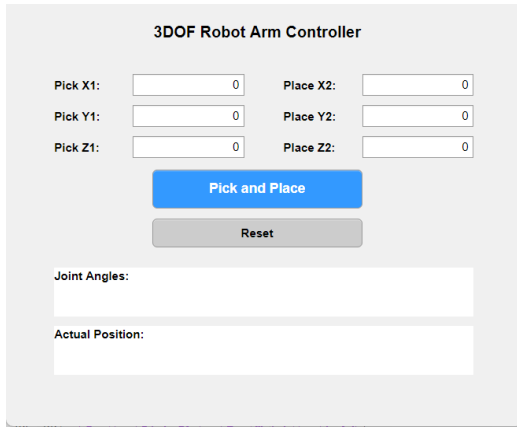 3DOF Robot Arm Controller
Pick X1: 0 Place X2: 0
Pick Y1: 0 Place Y2: 0
Pick Z1: 0 Place Z2: 0
Pick and Place
Reset
Joint Angles:
Actual Position: